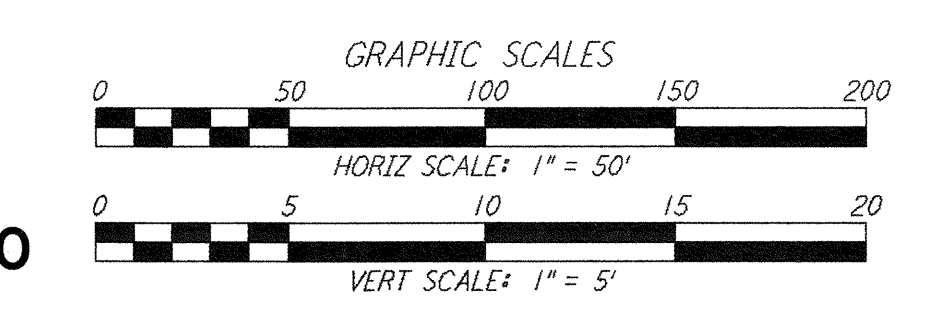 GRAPHIC SCALES
0 50 100 150 200
HORIZ SCALE: 1" = 50'
0 5 10 15 20
O
VERT SCALE: 1" = 5'